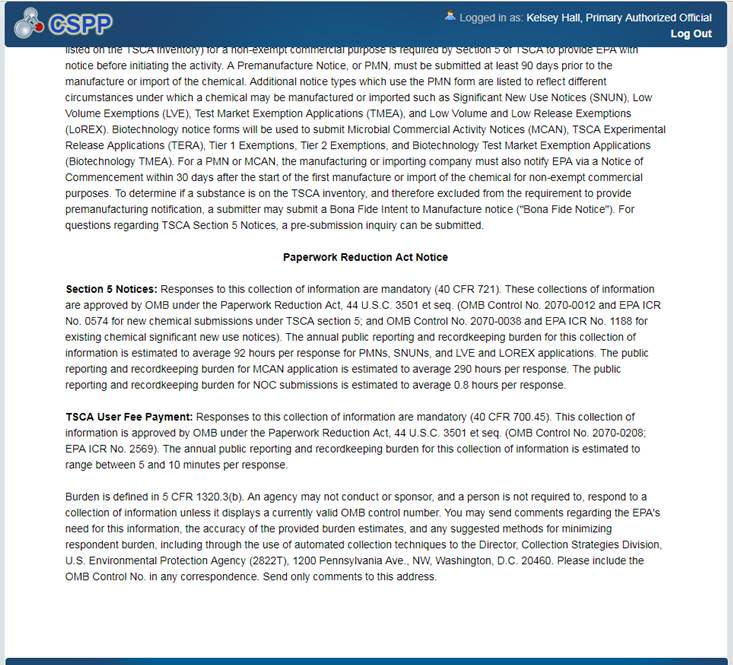 CSPP
Logged in as: Kelsey Hall, Primary Authorized Official
Log Out
listed on the TSCA Inventory) for a non-exempt commercial purpose is required by Section 5 of TSCA to provide EPA with
notice before initiating the activity. A Premanufacture Notice, or PMN, must be submitted at least 90 days prior to the
manufacture or import of the chemical. Additional notice types which use the PMN form are listed to reflect different
circumstances under which a chemical may be manufactured or imported such as Significant New Use Notices (SNUN), Low
Volume Exemptions (LVE), Test Market Exemption Applications (TMEA), and Low Volume and Low Release Exemptions
(LoREX). Biotechnology notice forms will be used to submit Microbial Commercial Activity Notices (MCAN), TSCA Experimental
Release Applications (TERA), Tier 1 Exemptions, Tier 2 Exemptions, and Biotechnology Test Market Exemption Applications
(Biotechnology TMEA). For a PMN or MCAN, the manufacturing or importing company must also notify EPA via a Notice of
Commencement within 30 days after the start of the first manufacture or import of the chemical for non-exempt commercial
purposes. To determine if a substance is on the TSCA inventory, and therefore excluded from the requirement to provide
premanufacturing notification, a submitter may submit a Bona Fide Intent to Manufacture notice ("Bona Fide Notice"). For
questions regarding TSCA Section 5 Notices, a pre-submission inquiry can be submitted.
Paperwork Reduction Act Notice
Section 5 Notices: Responses to this collection of information are mandatory (40 CFR 721). These collections of information
are approved by OMB under the Paperwork Reduction Act, 44 U.S.C. 3501 et seq. (OMB Control No. 2070-0012 and EPA ICR
No. 0574 for new chemical submissions under TSCA section 5; and OMB Control No. 2070-0038 and EPA ICR No. 1188 for
existing chemical significant new use notices). The annual public reporting and recordkeeping burden for this collection of
information is estimated to average 92 hours per response for PMNs, SNUNs, and LVE and LOREX applications. The public
reporting and recordkeeping burden for MCAN application is estimated to average 290 hours per response. The public
reporting and recordkeeping burden for NOC submissions is estimated to average 0.8 hours per response.
TSCA User Fee Payment: Responses to this collection of information are mandatory (40 CFR 700.45). This collection of
information is approved by OMB under the Paperwork Reduction Act, 44 U.S.C. 3501 et seq. (OMB Control No. 2070-0208;
EPA ICR No. 2569). The annual public reporting and recordkeeping burden for this collection of information is estimated to
range between 5 and 10 minutes per response.
Burden is defined in 5 CFR 1320.3(b). An agency may not conduct or sponsor, and a person is not required to, respond to a
collection of information unless it displays a currently valid OMB control number. You may send comments regarding the EPA's
need for this information, the accuracy of the provided burden estimates, and any suggested methods for minimizing
respondent burden, including through the use of automated collection techniques to the Director, Collection Strategies Division,
U.S. Environmental Protection Agency (2822T), 1200 Pennsylvania Ave., NW, Washington, D.C. 20460. Please include the
OMB Control No. in any correspondence. Send only comments to this address.